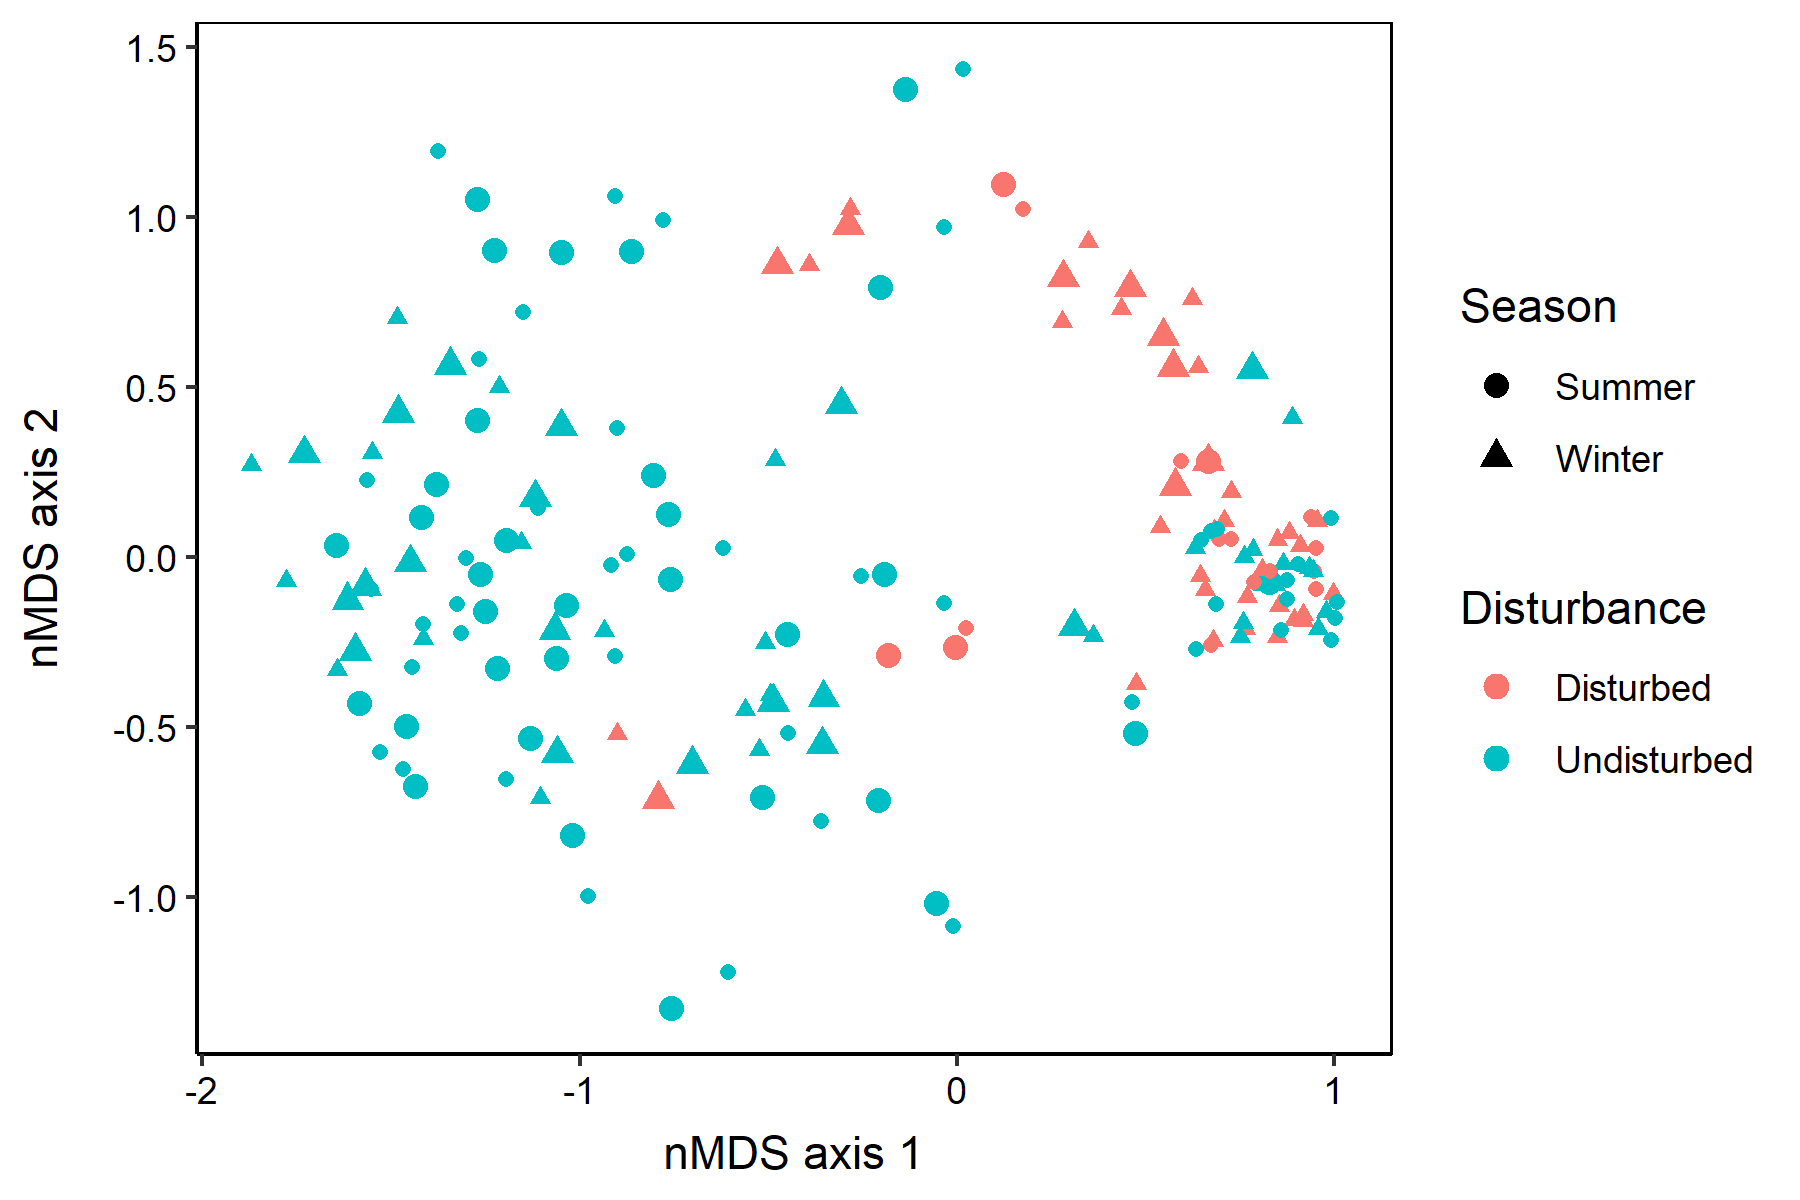 1.5
1.0
0.5
0.0
-0.5
-1.0
nMDS axis 2
-2
-1
0
1
nMDS axis 1
Season
Summer
Winter
Disturbance
Disturbed
Undisturbed